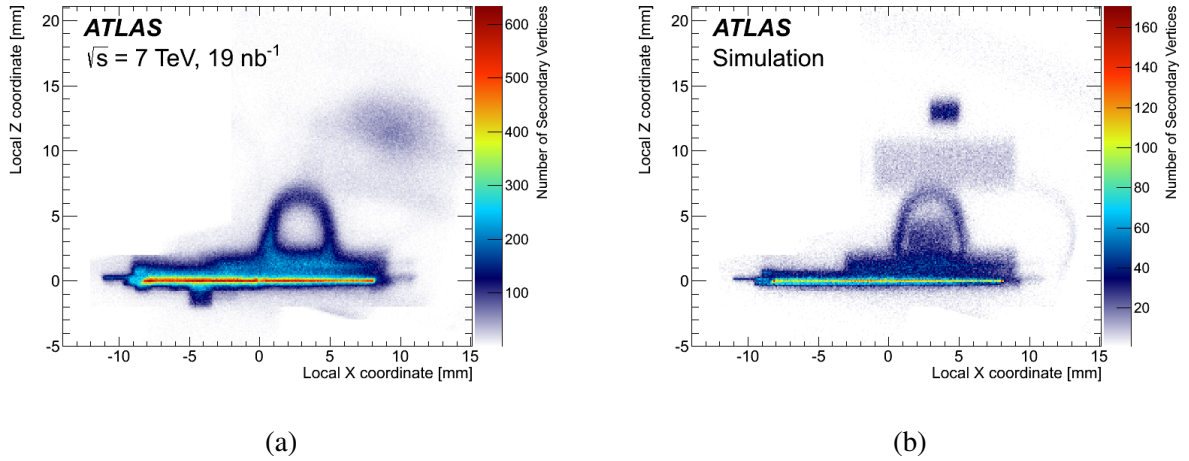 ATLAS
√s = 7 TeV, 19 nb⁻¹
Local Z coordinate [mm]
20
15
10
5
0
-5
-10 -5 0 5 10 15
Local X coordinate [mm]
600
500
400
300
200
100
Number of Secondary Vertices
(a)
ATLAS
Simulation
Local Z coordinate [mm]
20
15
10
5
0
-5
-10 -5 0 5 10 15
Local X coordinate [mm]
160
140
120
100
80
60
40
20
Number of Secondary Vertices
(b)